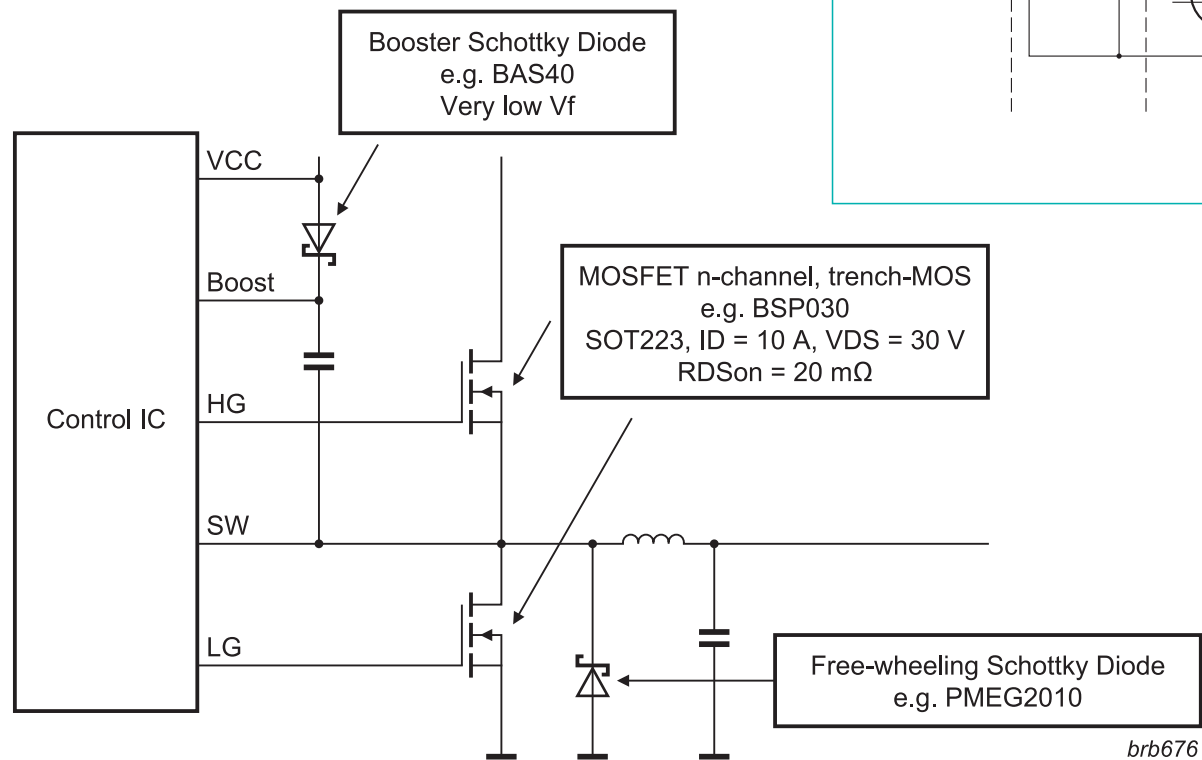 Booster Schottky Diode
e.g. BAS40
Very low Vf
VCC
Boost
MOSFET n-channel, trench-MOS
e.g. BSP030
SOT223, ID = 10 A, VDS = 30 V
RDSon = 20 mΩ
Control IC
HG
SW
LG
Free-wheeling Schottky Diode
e.g. PMEG2010
brb676